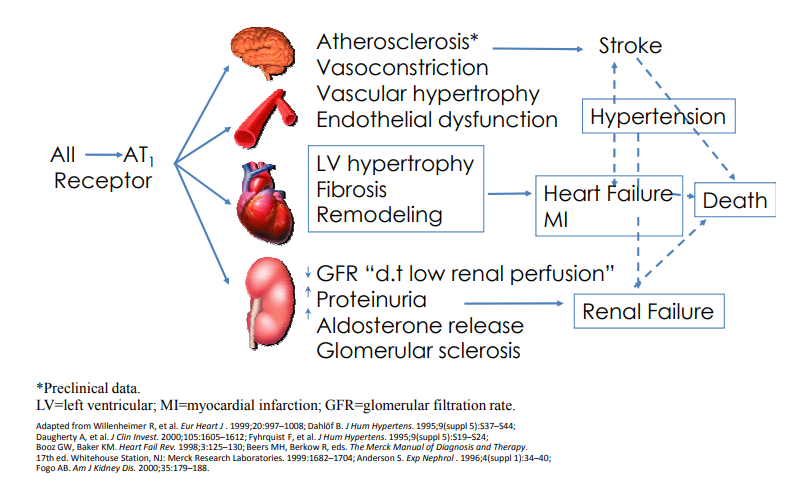 Atherosclerosis*
Vasoconstriction
Vascular hypertrophy
Endothelial dysfunction
Stroke
Hypertension
AII AT1
Receptor
LV hypertrophy
Fibrosis
Remodeling
Heart Failure
MI
Death
GFR “d.t low renal perfusion”
Proteinuria
Aldosterone release
Glomerular sclerosis
Renal Failure
*Preclinical data.
LV=left ventricular; MI=myocardial infarction; GFR=glomerular filtration rate.
Adapted from Willenheimer R, et al. Eur Heart J . 1999;20:997–1008; Dahlöf B. J Hum Hypertens. 1995;9(suppl 5):S37–S44;
Daugherty A, et al. J Clin Invest. 2000;105:1605–1612; Fyhrquist F, et al. J Hum Hypertens. 1995;9(suppl 5):S19–S24;
Booz GW, Baker KM. Heart Fail Rev. 1998;3:125–130; Beers MH, Berkow R, eds. The Merck Manual of Diagnosis and Therapy.
17th ed. Whitehouse Station, NJ: Merck Research Laboratories. 1999:1682–1704; Anderson S. Exp Nephrol . 1996;4(suppl 1):34–40;
Fogo AB. Am J Kidney Dis. 2000;35:179–188.